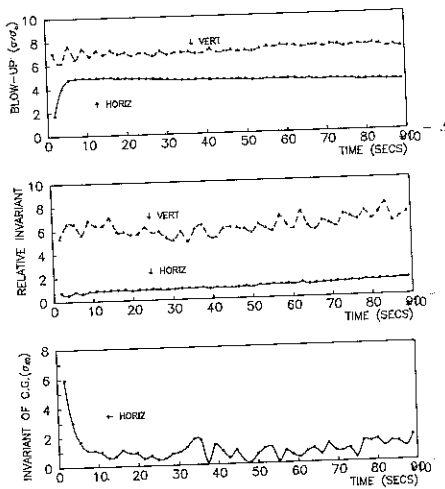 BLOW-UP (σ/σ₀)
10
8
6
4
2
0
↓ VERT
↑ HORIZ
0 10 20 30 40 50 60 70 80 90
TIME (SECS)
RELATIVE INVARIANT
10
8
6
4
2
0
↓ VERT
↓ HORIZ
0 10 20 30 40 50 60 70 80
TIME (SECS)
INVARIANT OF C.G.
8
6
4
2
0
← HORIZ
0 10 20 30 40 50 60 70 80
TIME (SECS)